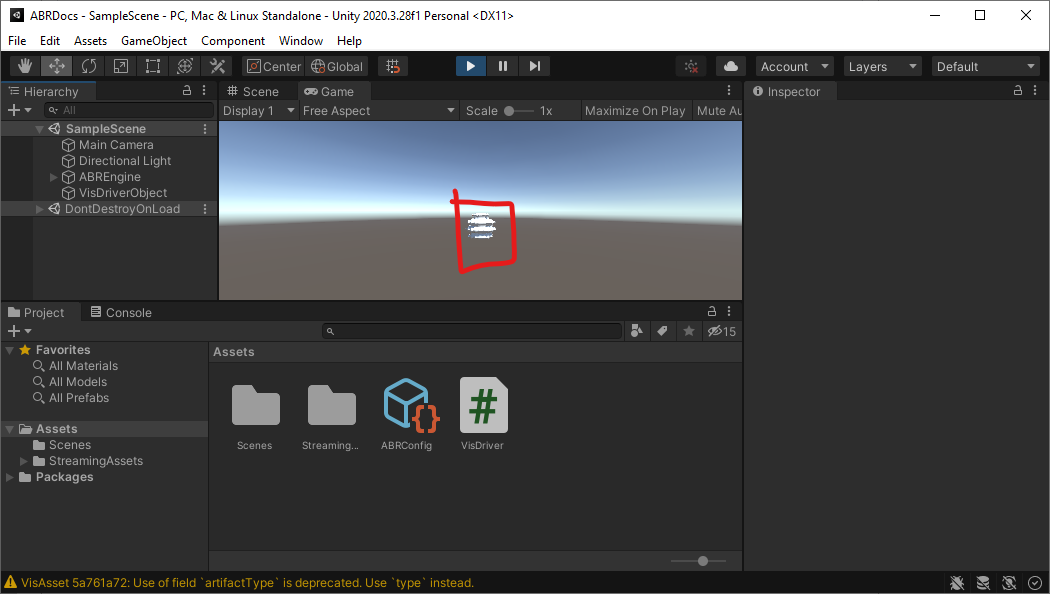 ABRDocs - SampleScene - PC, Mac & Linux Standalone - Unity 2020.3.28f1 Personal <DX11>
File Edit Assets GameObject Component Window Help
Center Global Account Layers Default
Hierarchy
All
SampleScene
Main Camera
Directional Light
ABREngine
VisDriverObject
DontDestroyOnLoad
Scene Game
Display 1 Free Aspect Scale 1x Maximize On Play Mute Au
Inspector
Project Console
15
Favorites
All Materials
All Models
All Prefabs
Assets
Scenes
StreamingAssets
Packages
Assets
Scenes Streaming... ABRConfig VisDriver
VisAsset 5a761a72: Use of field `artifactType` is deprecated. Use `type` instead.